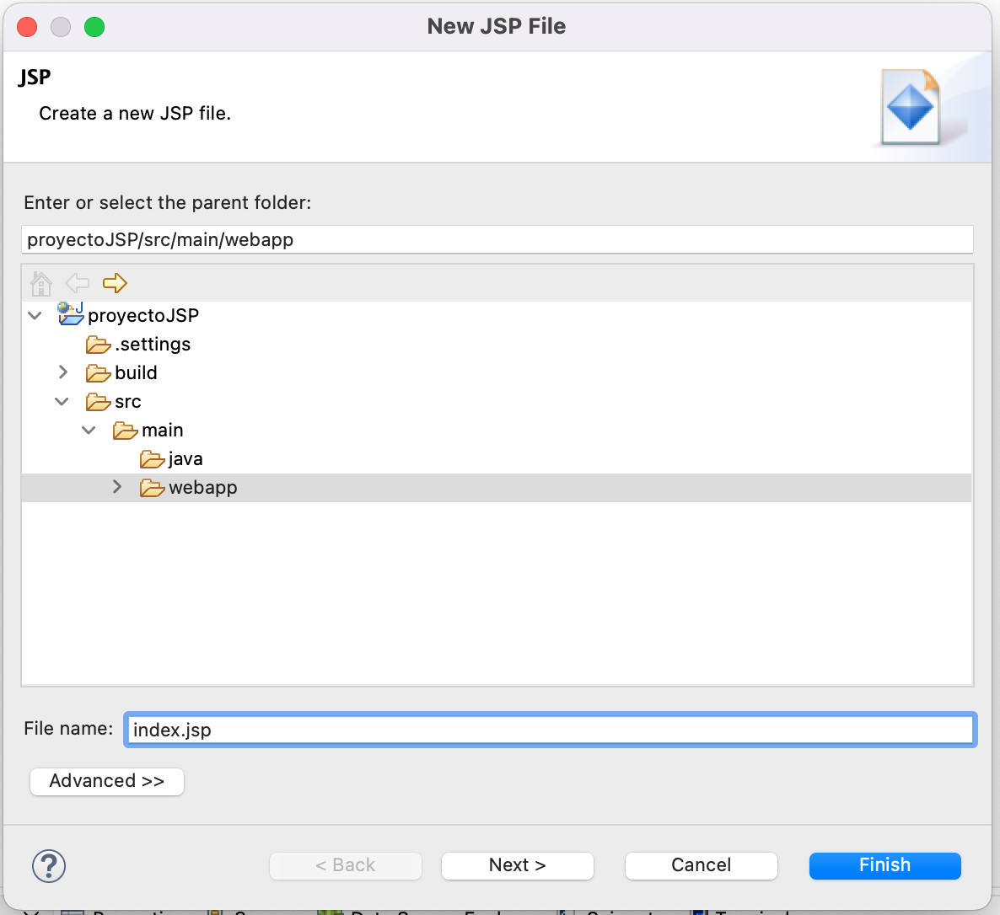 New JSP File
JSP
Create a new JSP file.
Enter or select the parent folder:
proyectoJSP/src/main/webapp
proyectoJSP
.settings
build
src
main
java
webapp
File name: index.jsp
Advanced >>
? < Back Next > Cancel Finish